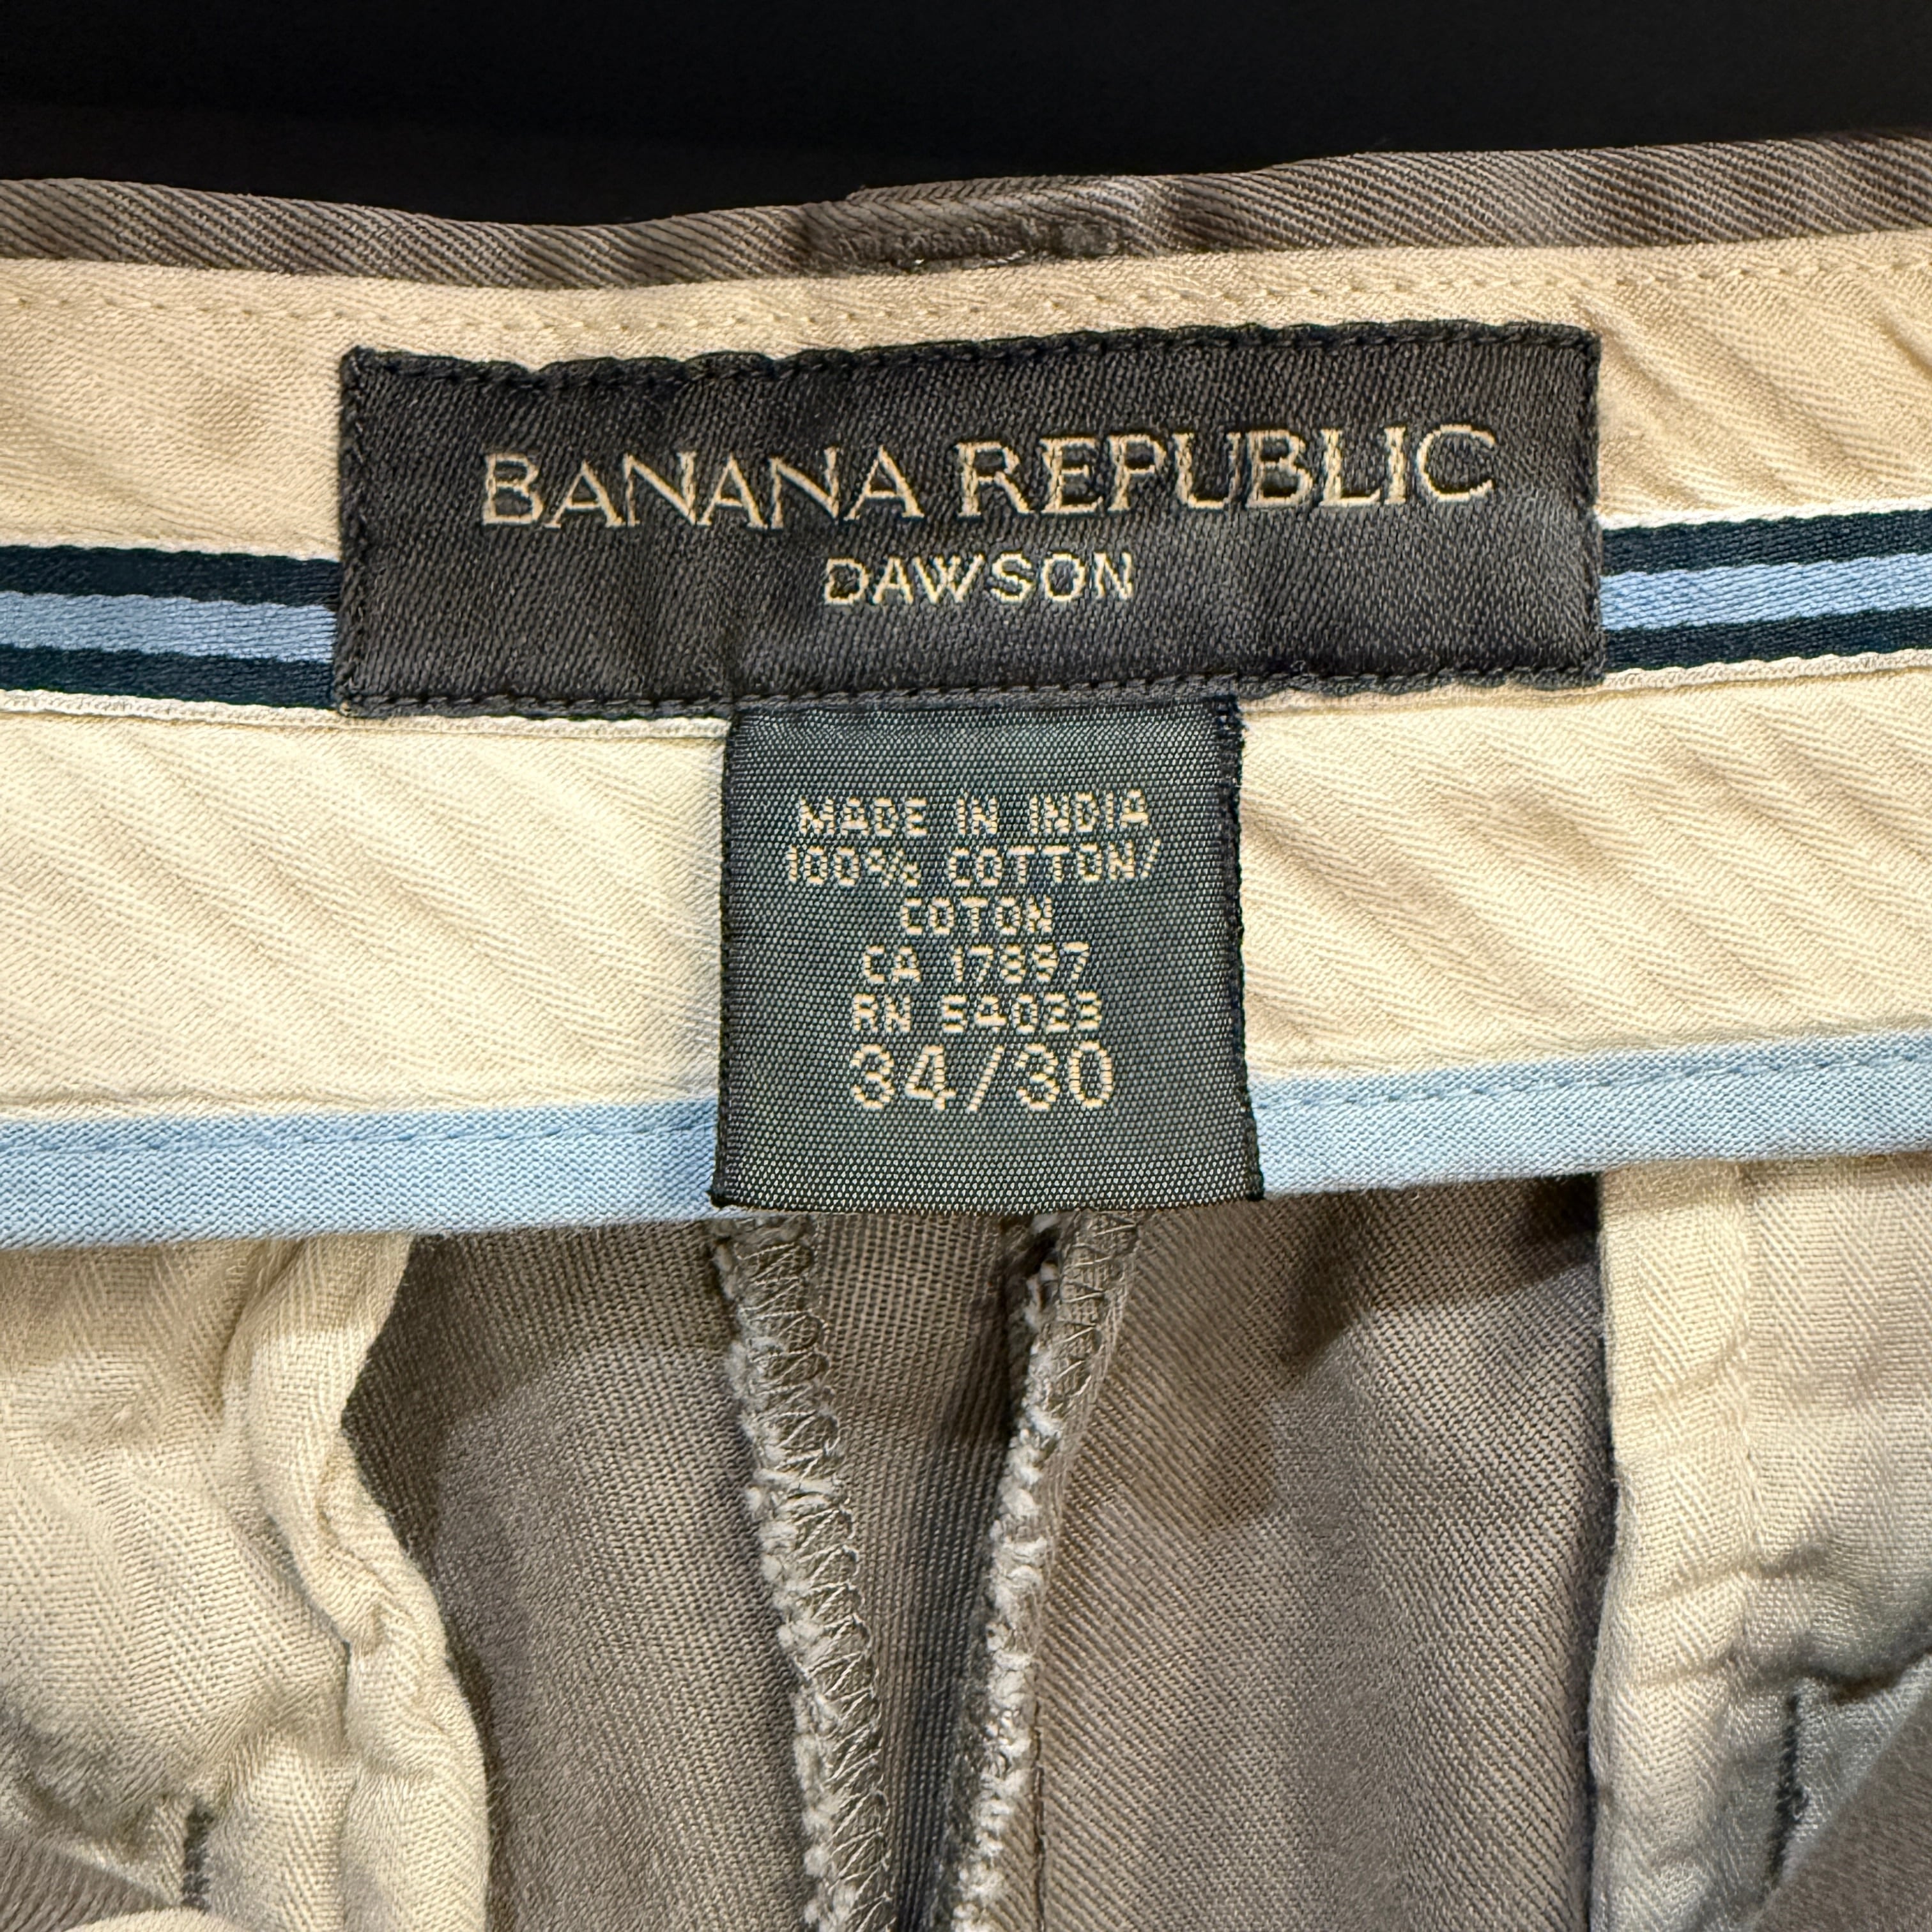 BANANA REPUBLIC
DAWSON
MADE IN INDIA
100% COTTON/
COTON
CA 17897
RN 54023
34/30